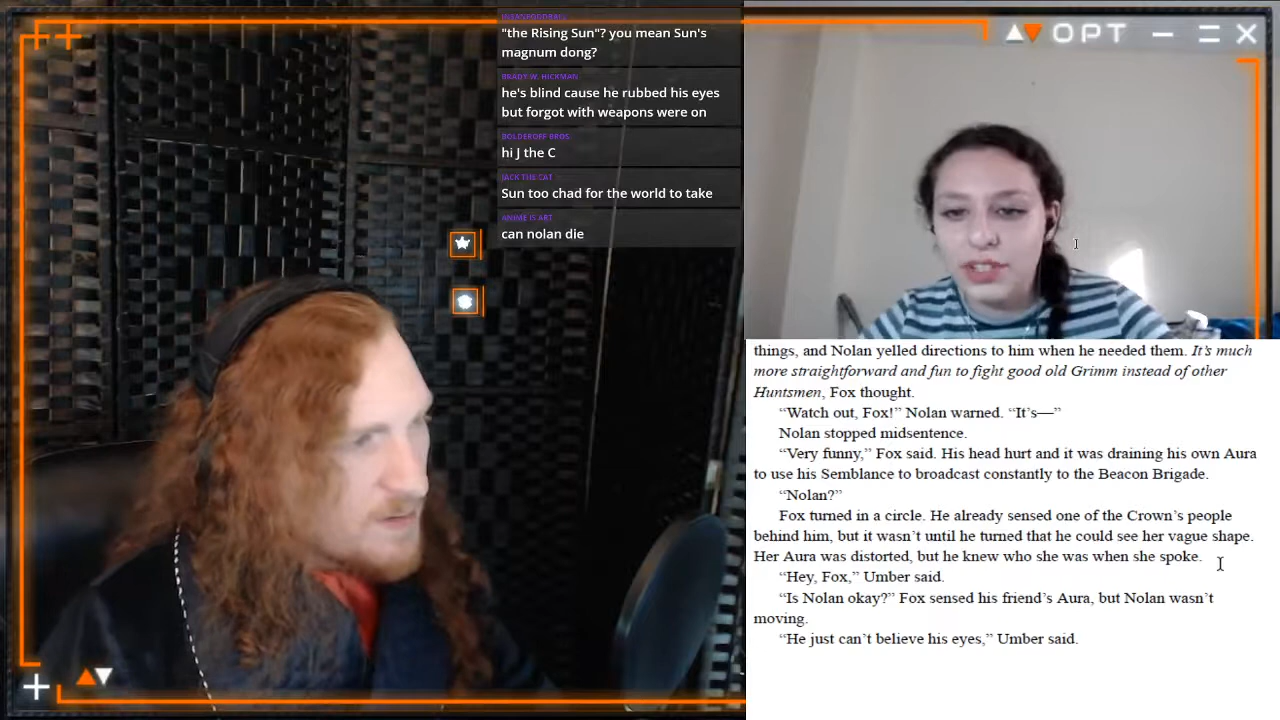 INSANPOORBALL
"the Rising Sun"? you mean Sun's
magnum dong?
BRADY W. HICKMAN
he's blind cause he rubbed his eyes
but forgot with weapons were on
BOLDEROFF BROS
hi J the C
JACK THE CAT
Sun too chad for the world to take
ANIME IS ART
can nolan die
OPT
things, and Nolan yelled directions to him when he needed them. It's much
more straightforward and fun to fight good old Grimm instead of other
Huntsmen, Fox thought.
“Watch out, Fox!” Nolan warned. “It's—”
Nolan stopped midsentence.
“Very funny,” Fox said. His head hurt and it was draining his own Aura
to use his Semblance to broadcast constantly to the Beacon Brigade.
“Nolan?”
Fox turned in a circle. He already sensed one of the Crown's people
behind him, but it wasn't until he turned that he could see her vague shape.
Her Aura was distorted, but he knew who she was when she spoke.
“Hey, Fox,” Umber said.
“Is Nolan okay?” Fox sensed his friend's Aura, but Nolan wasn't
moving.
“He just can't believe his eyes,” Umber said.